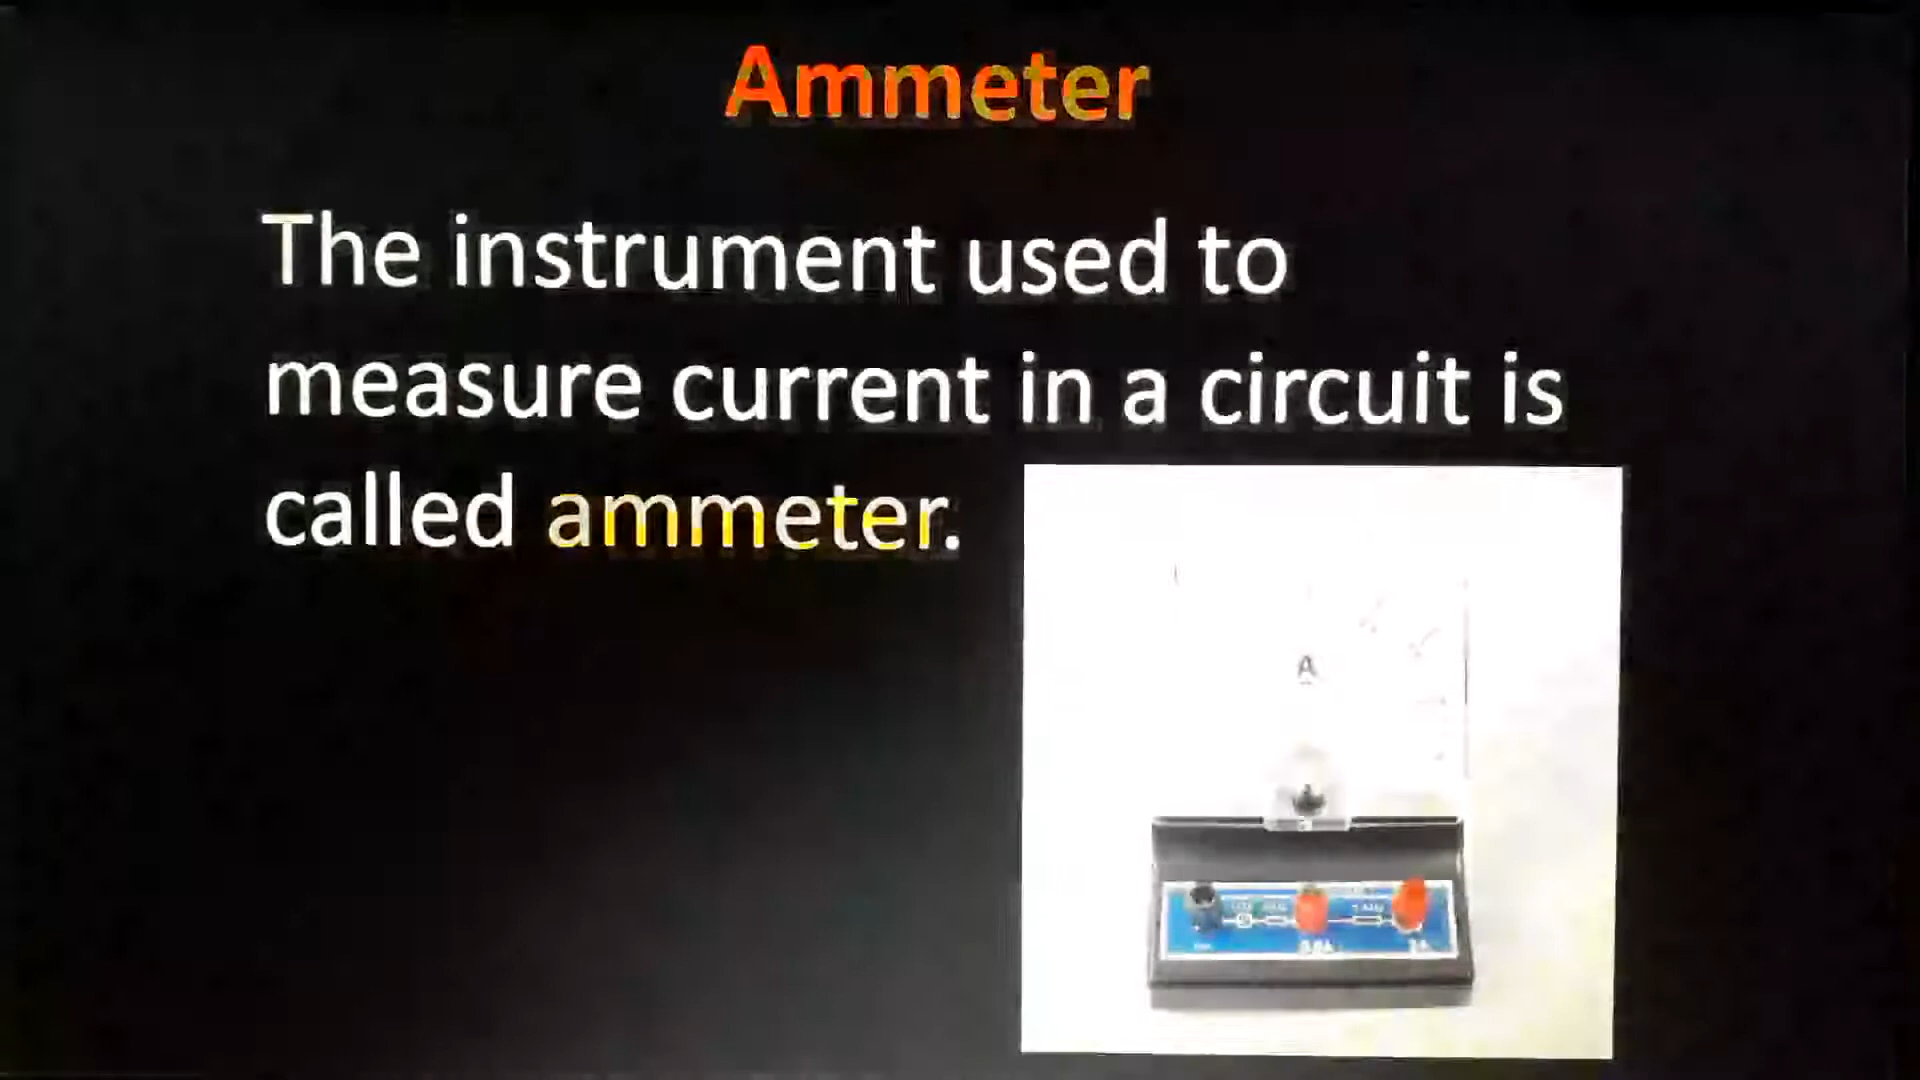 Ammeter
The instrument used to
measure current in a circuit is
called ammeter.
A